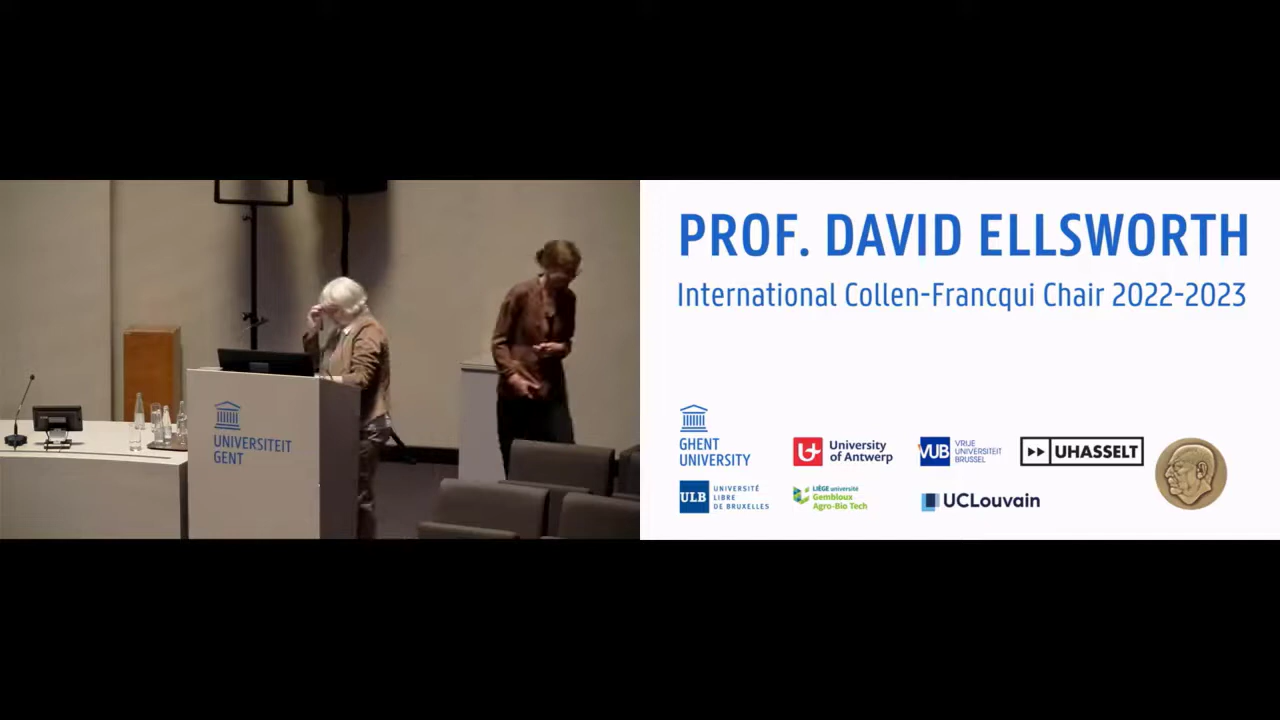 UNIVERSITEIT
GENT
PROF. DAVID ELLSWORTH
International Collen-Francqui Chair 2022-2023
GHENT
UNIVERSITY
University
of Antwerp
VUB
VRIJE
UNIVERSITEIT
BRUSSEL
UHASSELT
ULB
UNIVERSITÉ
LIBRE
DE BRUXELLES
LIÈGE université
Gembloux
Agro-Bio Tech
UCLouvain